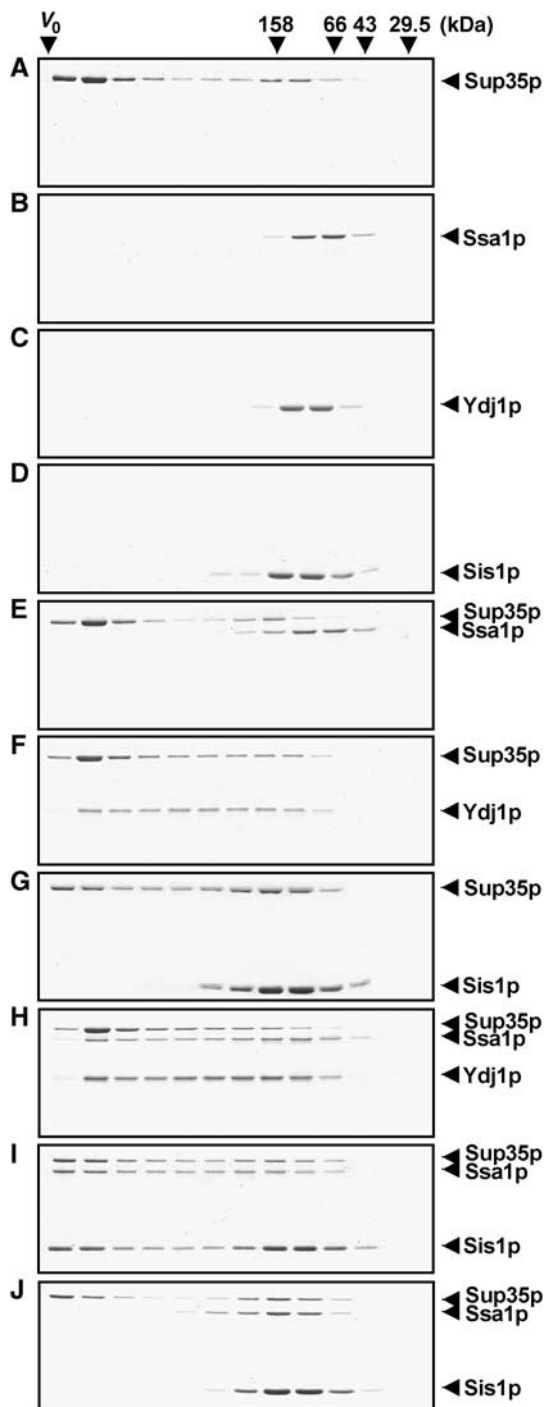 V0 158 66 43 29.5 (kDa)
A Sup35p
B Ssa1p
C Ydj1p
D Sis1p
E Sup35p
Ssa1p
F Sup35p
Ydj1p
G Sup35p
Sis1p
H Sup35p
Ssa1p
Ydj1p
I Sup35p
Ssa1p
Sis1p
J Sup35p
Ssa1p
Sis1p